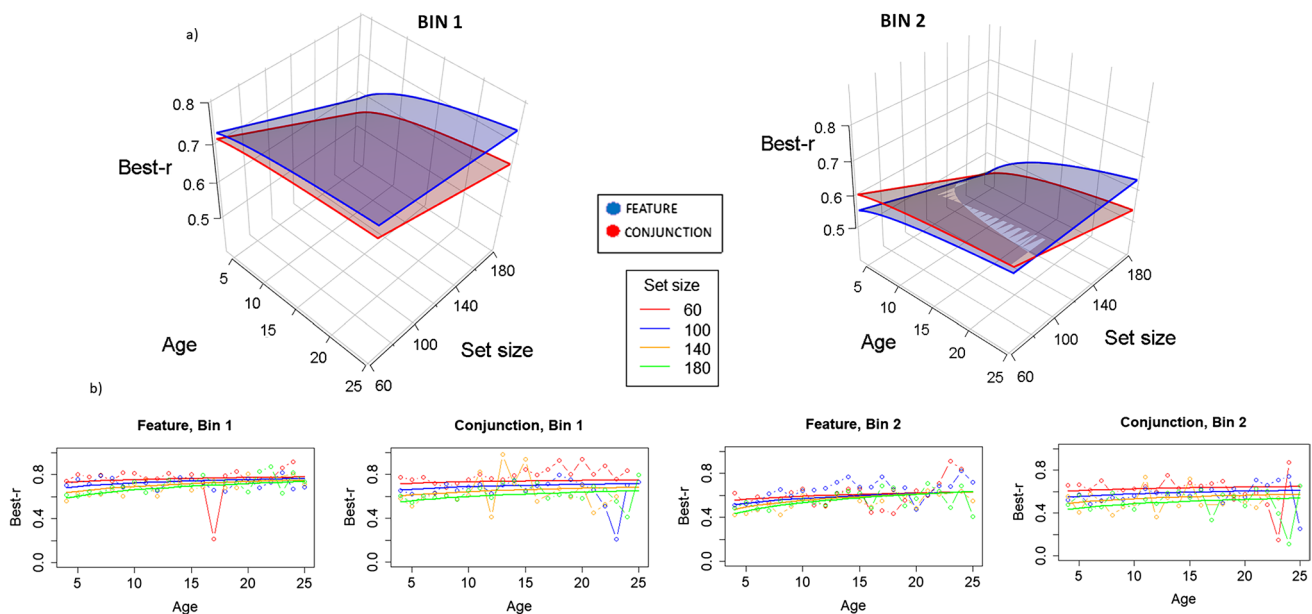 a)
BIN 1
BIN 2
0.8
0.7
0.6
0.5
Best-r
5
10
15
20
25
Age
60
100
140
180
Set size
FEATURE
CONJUNCTION
Set size
60
100
140
180
0.8
0.7
0.6
0.5
Best-r
5
10
15
20
25
Age
60
100
140
180
Set size
b)
Feature, Bin 1
Best-r
0.0 0.4 0.8
5 10 15 20 25
Age
Conjunction, Bin 1
Best-r
0.0 0.4 0.8
5 10 15 20 25
Age
Feature, Bin 2
Best-r
0.0 0.4 0.8
5 10 15 20 25
Age
Conjunction, Bin 2
Best-r
0.0 0.4 0.8
5 10 15 20 25
Age